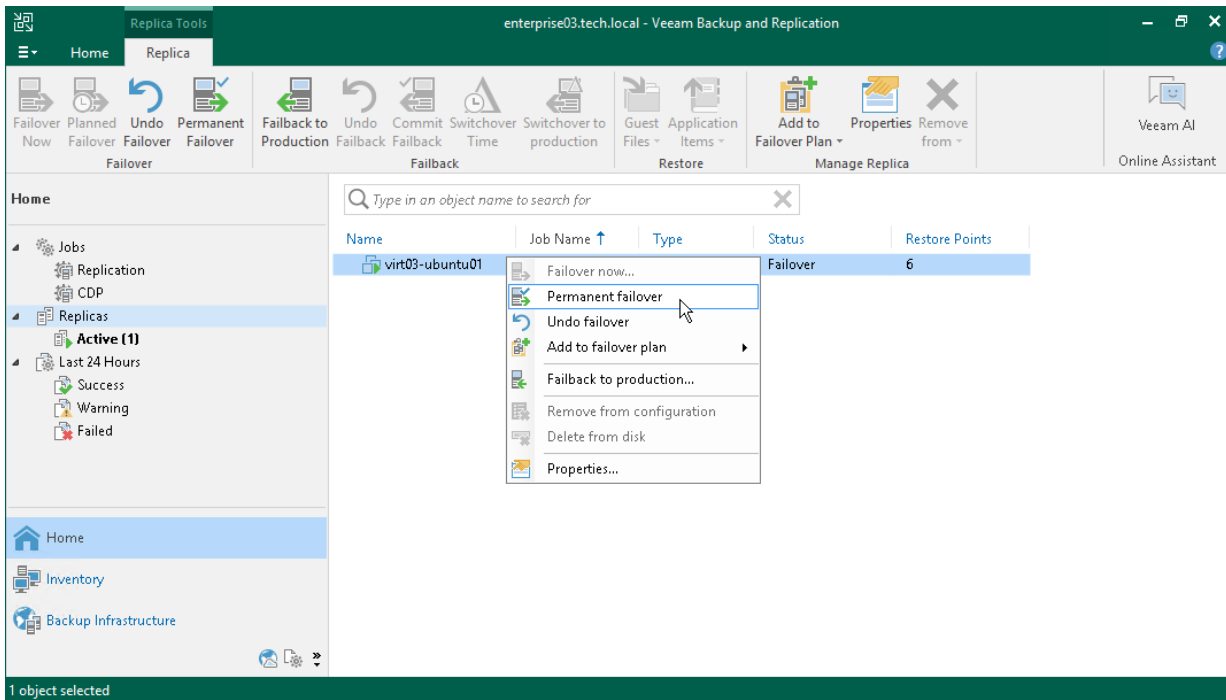 Replica Tools
enterprise03.tech.local - Veeam Backup and Replication
Home
Replica
Failover Now
Planned Failover
Undo Failover
Permanent Failover
Failover
Failback to Production
Undo Failback
Commit Failback
Switchover Time
Switchover to production
Failback
Guest Files
Application Items
Restore
Add to Failover Plan
Properties
Remove from
Manage Replica
Veeam AI
Online Assistant
Home
Type in an object name to search for
Jobs
Replication
CDP
Replicas
Active (1)
Last 24 Hours
Success
Warning
Failed
Name
Job Name
Type
Status
Restore Points
virt03-ubuntu01
Failover
6
Failover now...
Permanent failover
Undo failover
Add to failover plan
Failback to production...
Remove from configuration
Delete from disk
Properties...
Home
Inventory
Backup Infrastructure
1 object selected